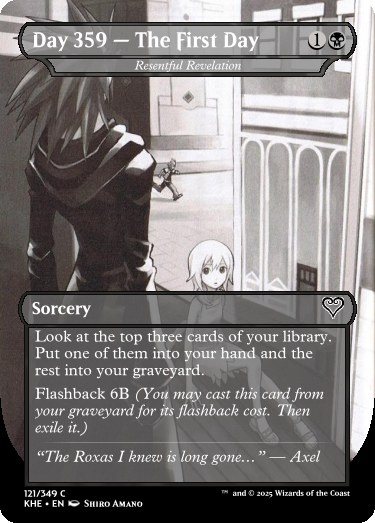 Day 359 — The First Day 1
Resentful Revelation
Sorcery
Look at the top three cards of your library.
Put one of them into your hand and the
rest into your graveyard.
Flashback 6B (You may cast this card from
your graveyard for its flashback cost. Then
exile it.)
“The Roxas I knew is long gone…” — Axel
121/349 C
KHE • EN Shiro Amano
™ and © 2025 Wizards of the Coast